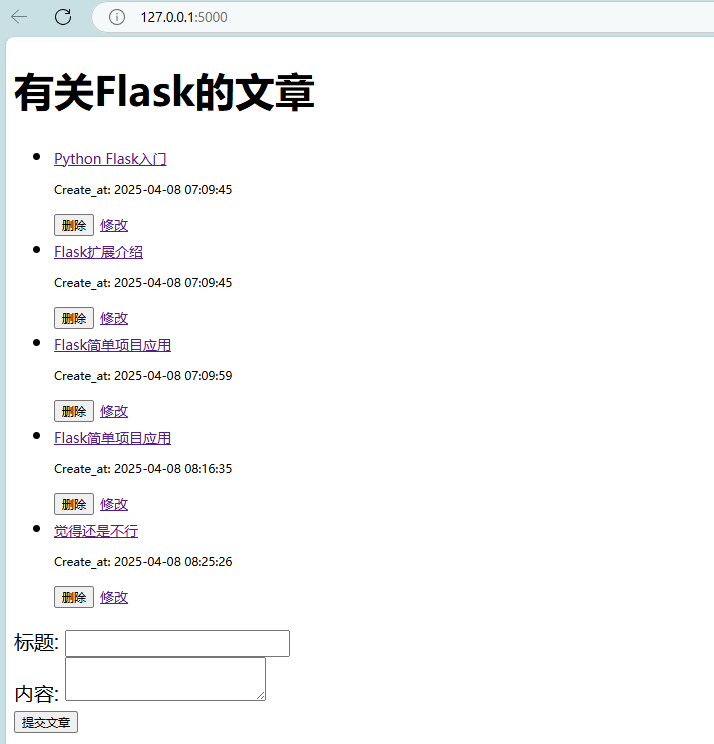 127.0.0.1:5000
有关Flask的文章
Python Flask入门
Create_at: 2025-04-08 07:09:45
删除 修改
Flask扩展介绍
Create_at: 2025-04-08 07:09:45
删除 修改
Flask简单项目应用
Create_at: 2025-04-08 07:09:59
删除 修改
Flask简单项目应用
Create_at: 2025-04-08 08:16:35
删除 修改
觉得还是不行
Create_at: 2025-04-08 08:25:26
删除 修改
标题:
内容:
提交文章